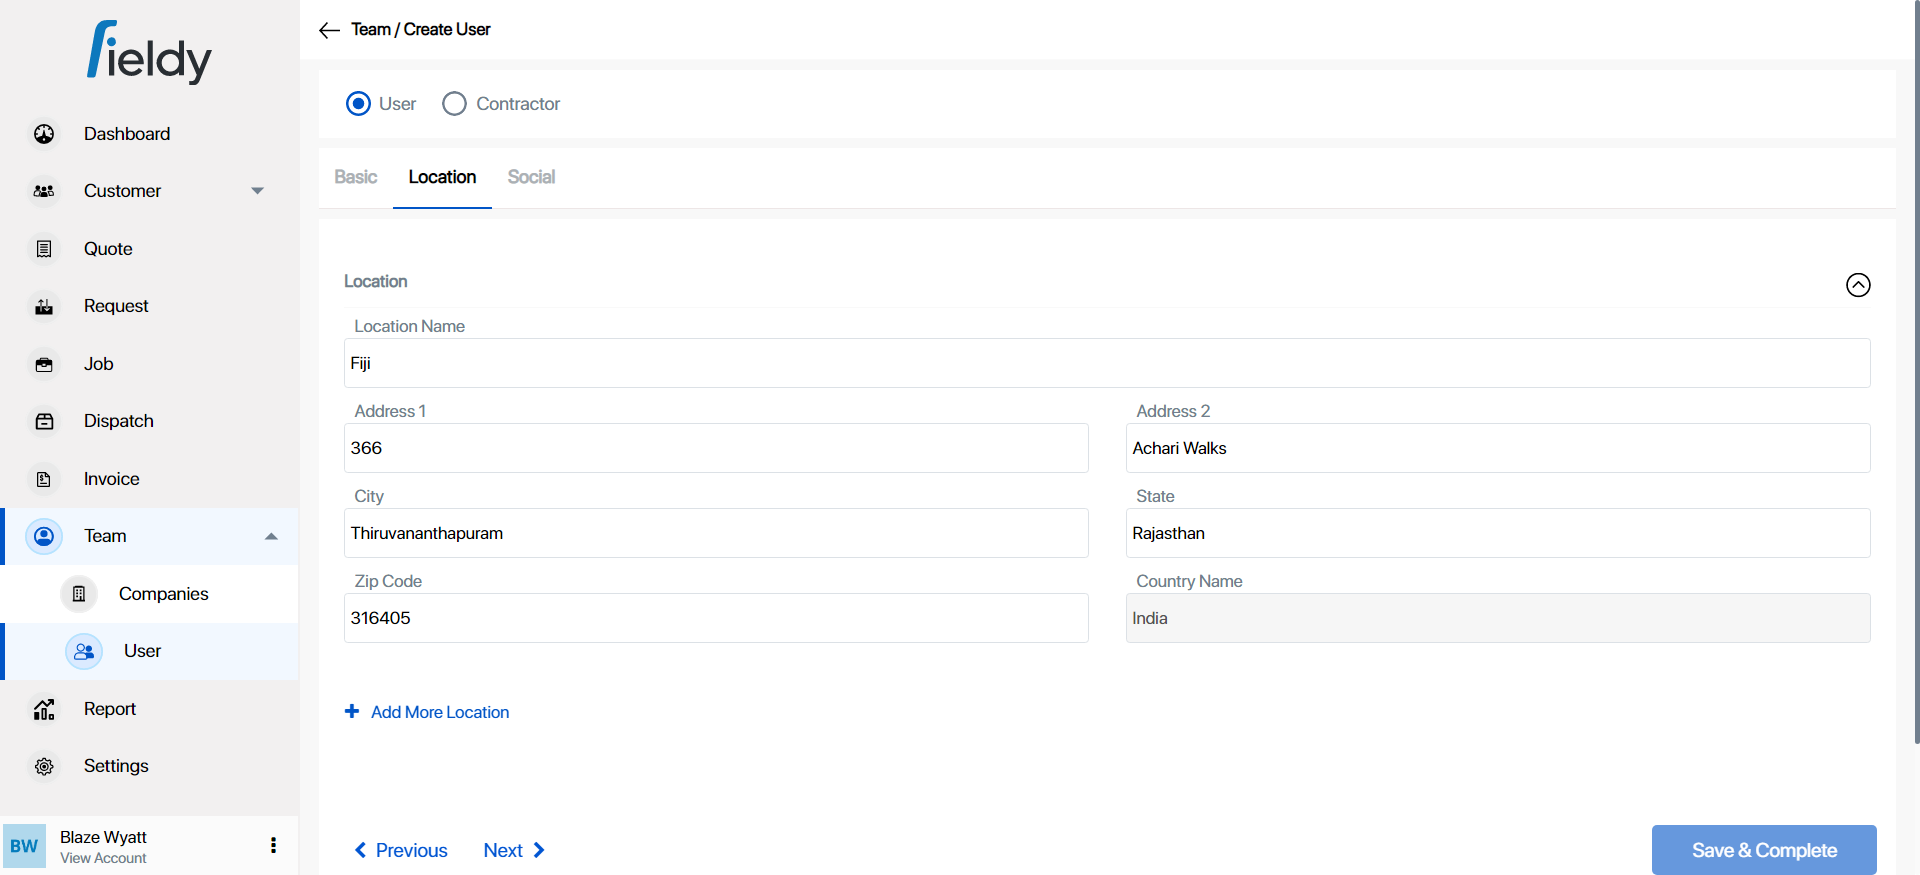 fieldy
Dashboard
Customer
Quote
Request
Job
Dispatch
Invoice
Team
Companies
User
Report
Settings
BW
Blaze Wyatt
View Account
Team / Create User
User Contractor
Basic Location Social
Location
Location Name
Fiji
Address 1 Address 2
366 Achari Walks
City State
Thiruvananthapuram Rajasthan
Zip Code Country Name
316405 India
Add More Location
Previous Next Save & Complete